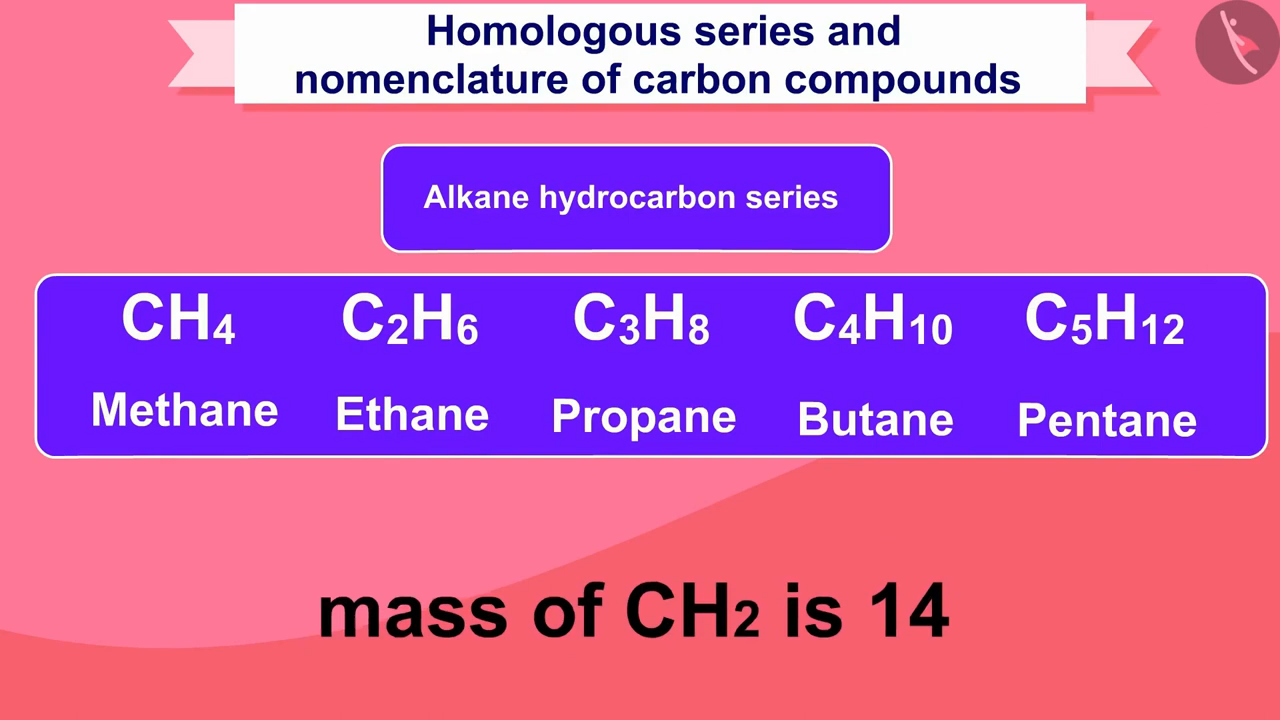 Homologous series and
nomenclature of carbon compounds
Alkane hydrocarbon series
CH₄ C₂H₆ C₃H₈ C₄H₁₀ C₅H₁₂
Methane Ethane Propane Butane Pentane
mass of CH₂ is 14